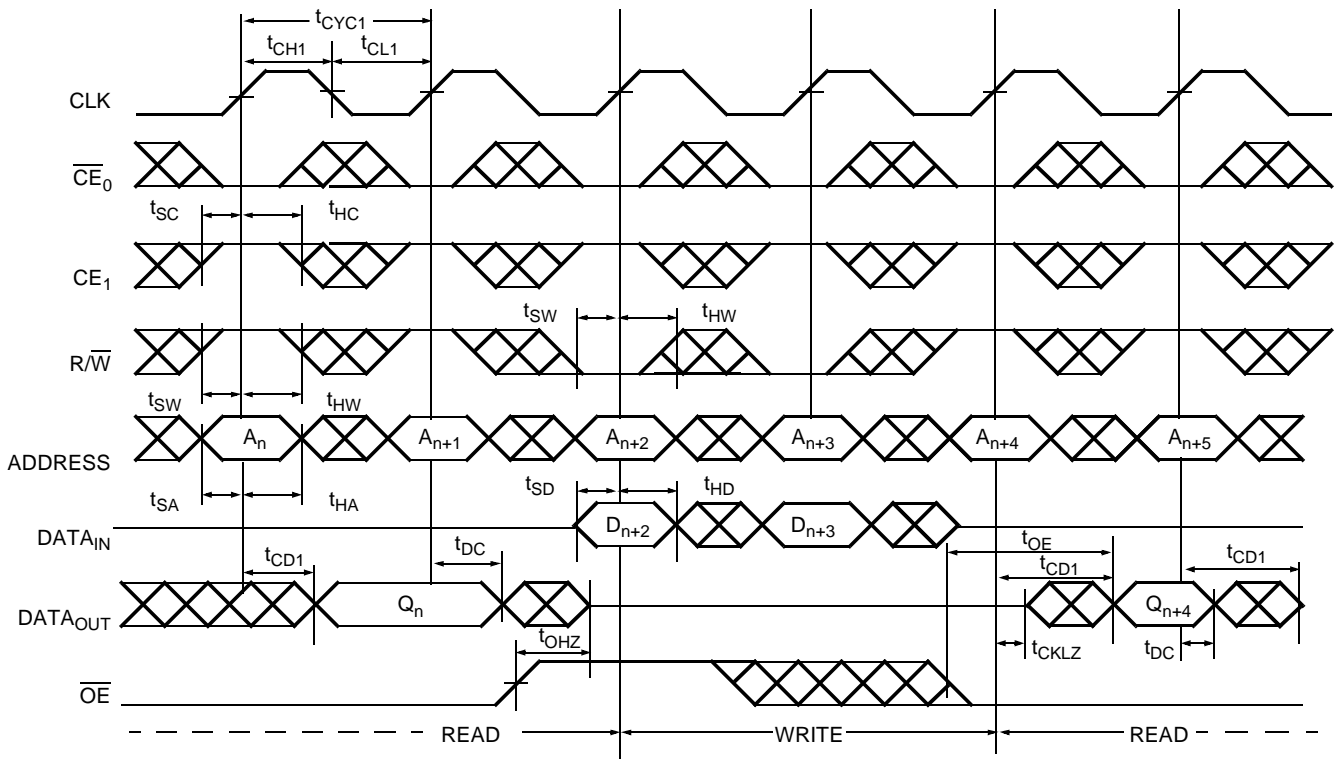 tCYC1
tCH1 tCL1
CLK
CE0
tSC tHC
CE1
tSW tHW
R/W
tSW tHW
An An+1 An+2 An+3 An+4 An+5
ADDRESS
tSA tHA tSD tHD
Dn+2 Dn+3
DATAIN
tCD1 tDC tOE tCD1 tCD1
Qn Qn+4
DATAOUT
tOHZ tCKLZ tDC
OE
READ WRITE READ